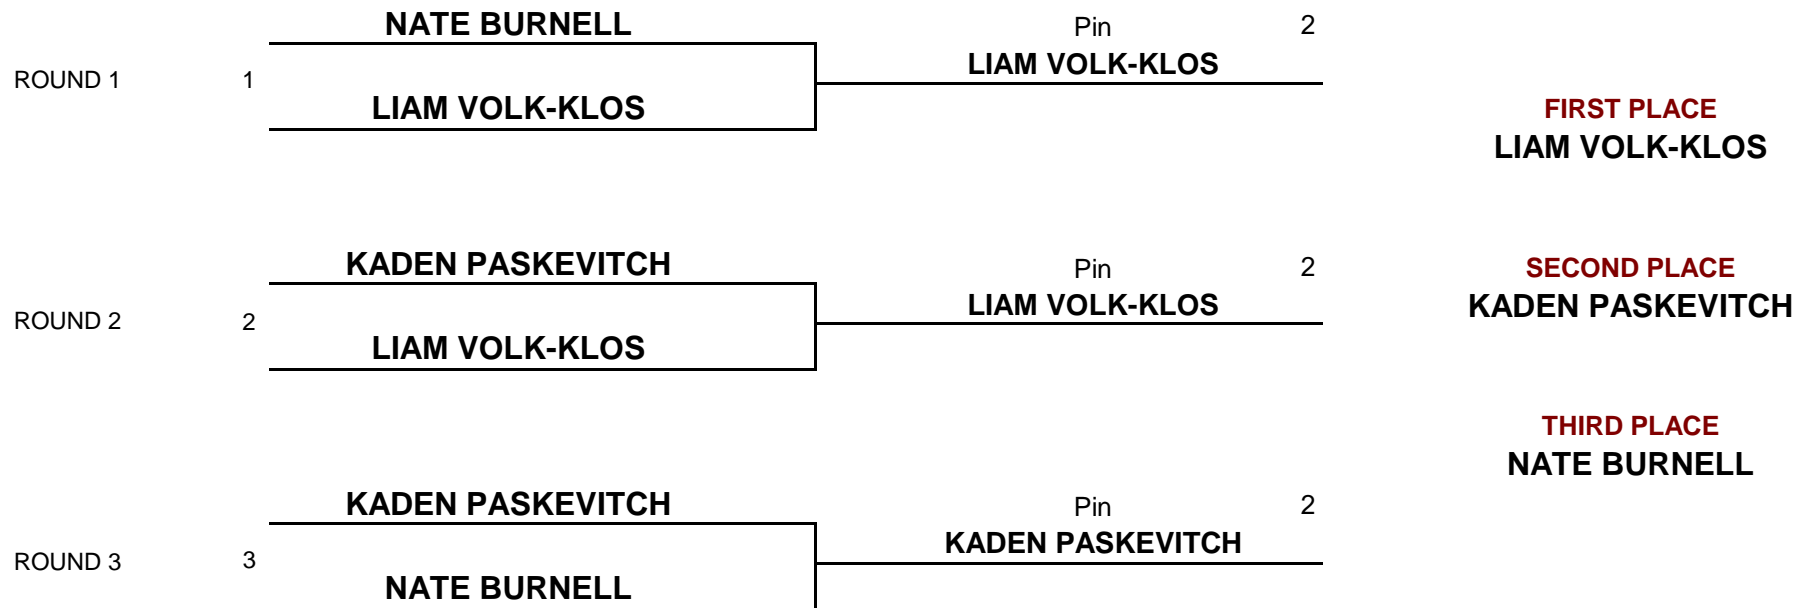 NATE BURNELL
Pin 2
LIAM VOLK-KLOS
ROUND 1 1
LIAM VOLK-KLOS
FIRST PLACE
LIAM VOLK-KLOS
KADEN PASKEVITCH
Pin 2
SECOND PLACE
LIAM VOLK-KLOS
KADEN PASKEVITCH
ROUND 2 2
LIAM VOLK-KLOS
THIRD PLACE
NATE BURNELL
KADEN PASKEVITCH
Pin 2
KADEN PASKEVITCH
ROUND 3 3
NATE BURNELL